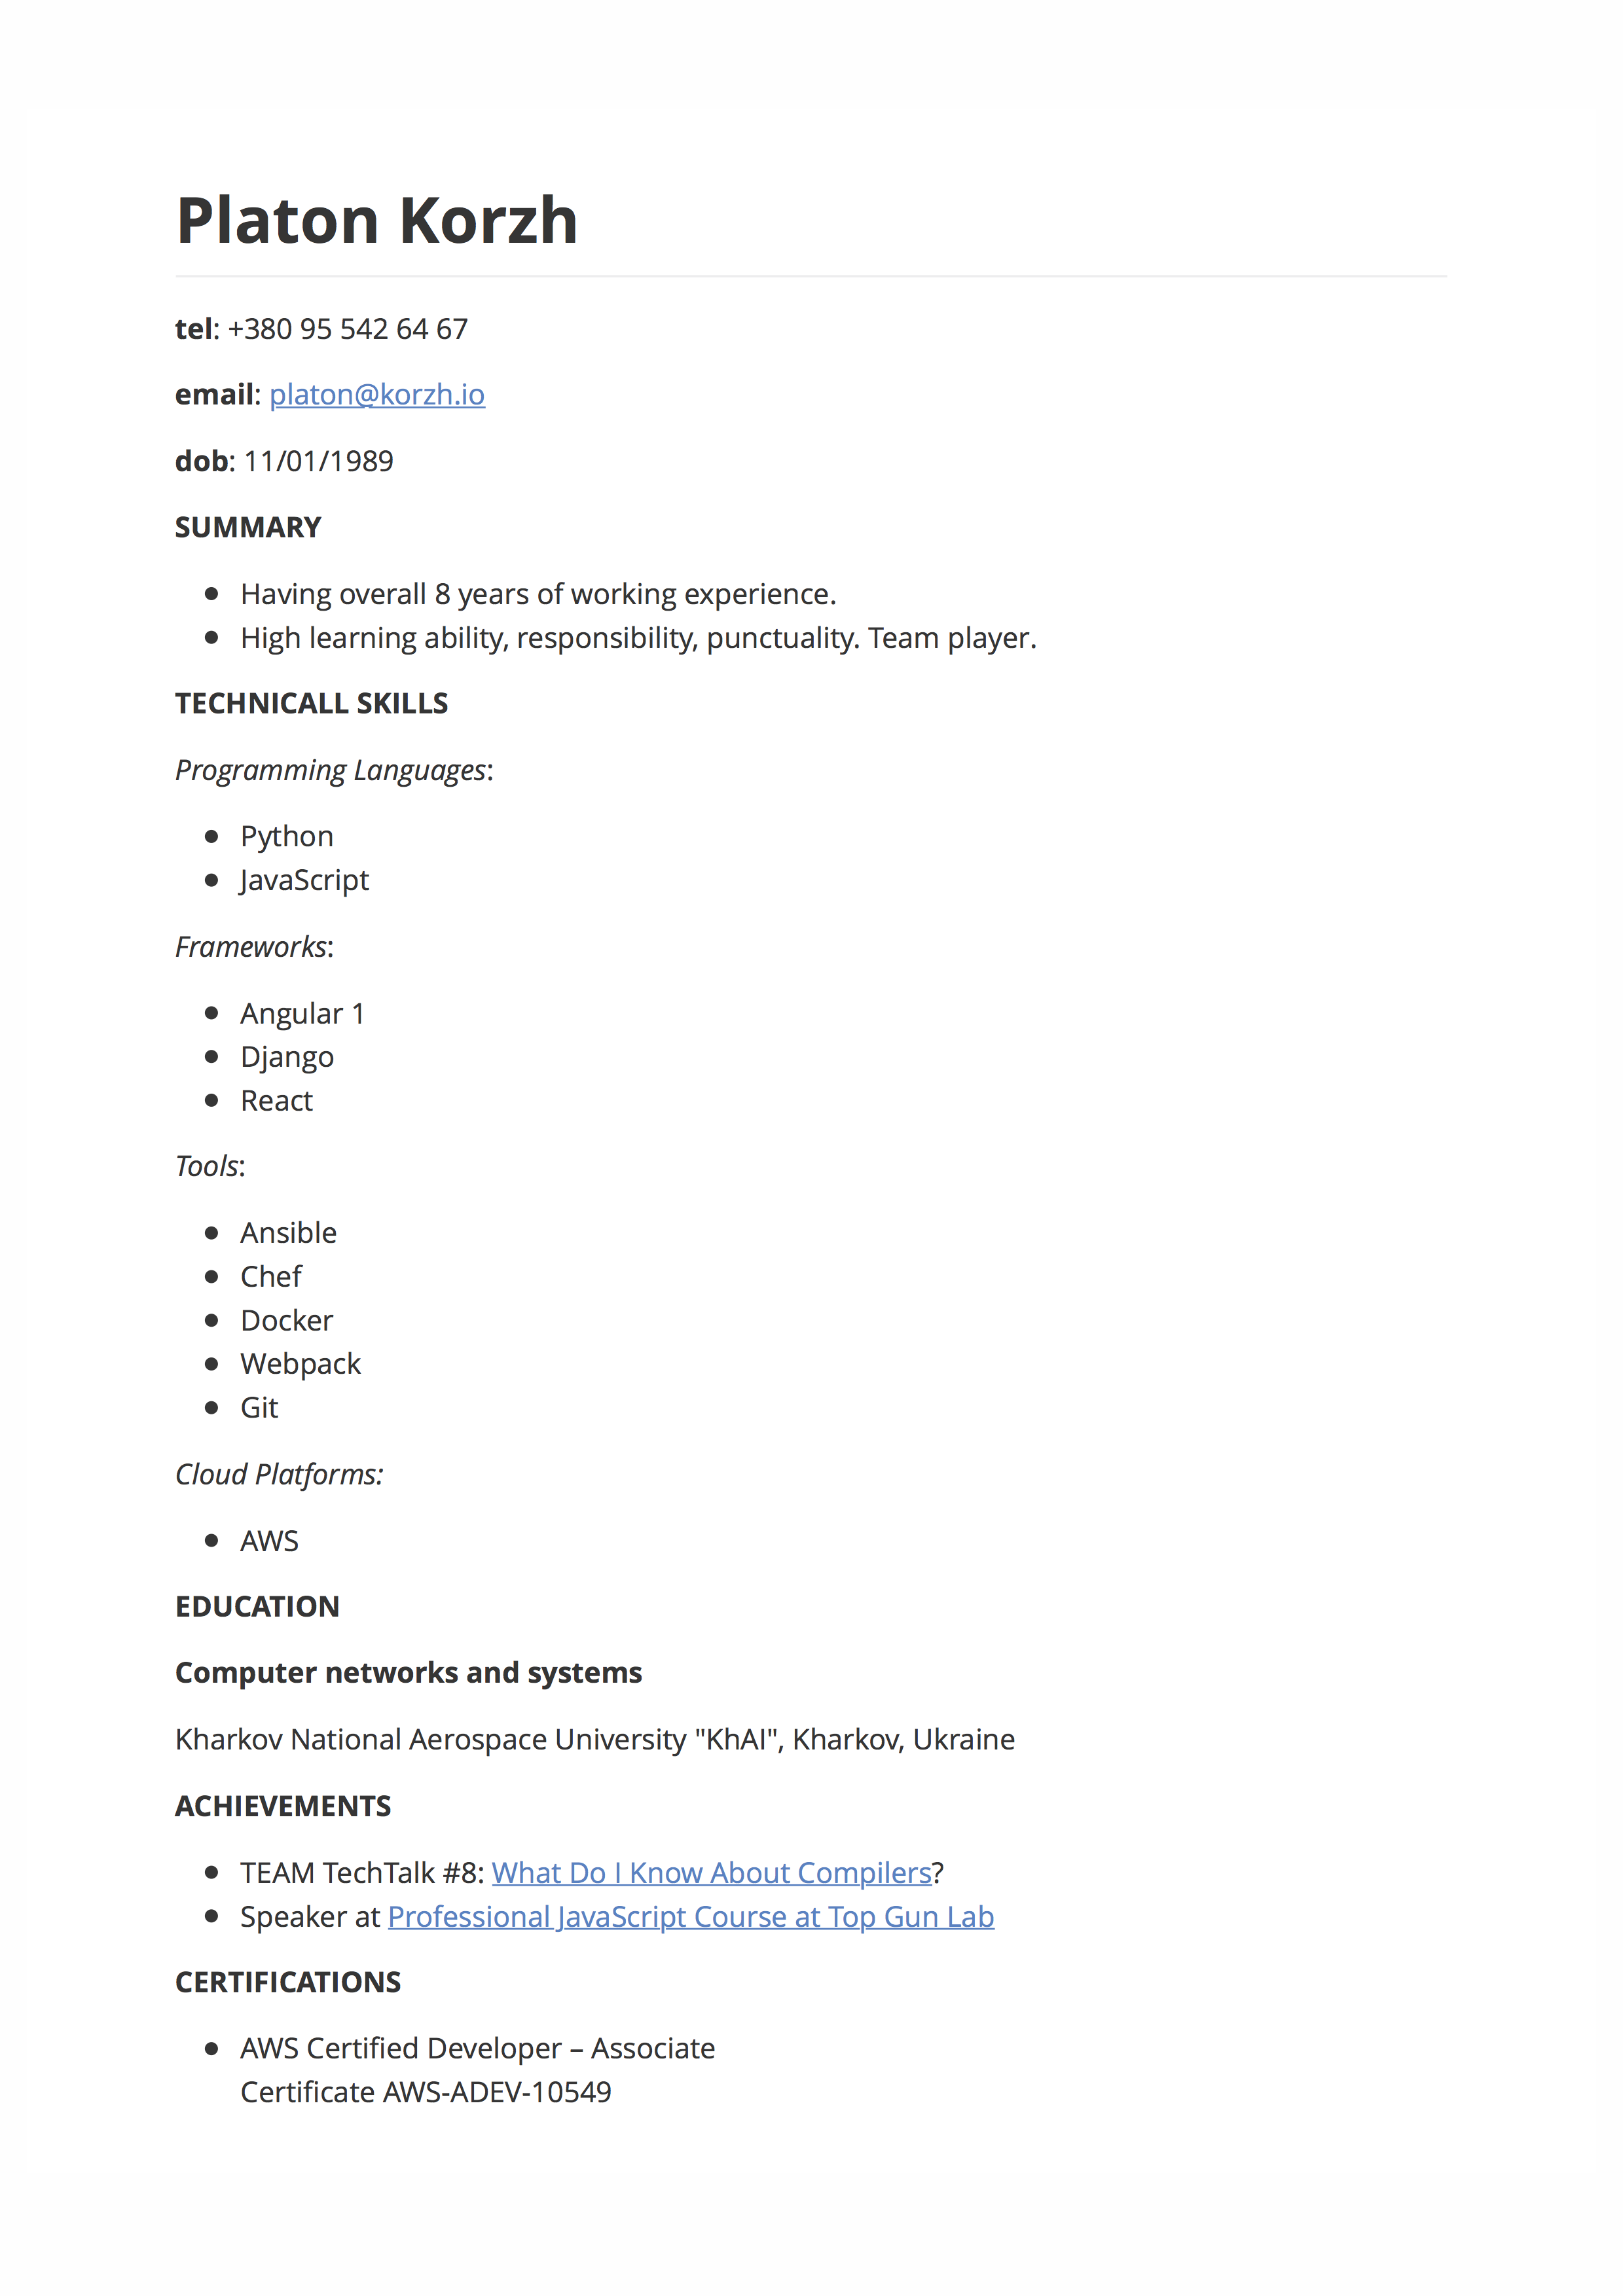 Platon Korzh
tel: +380 95 542 64 67
email: platon@korzh.io
dob: 11/01/1989
SUMMARY
● Having overall 8 years of working experience.
● High learning ability, responsibility, punctuality. Team player.
TECHNICALL SKILLS
Programming Languages:
● Python
● JavaScript
Frameworks:
● Angular 1
● Django
● React
Tools:
● Ansible
● Chef
● Docker
● Webpack
● Git
Cloud Platforms:
● AWS
EDUCATION
Computer networks and systems
Kharkov National Aerospace University "KhAI", Kharkov, Ukraine
ACHIEVEMENTS
● TEAM TechTalk #8: What Do I Know About Compilers?
● Speaker at Professional JavaScript Course at Top Gun Lab
CERTIFICATIONS
● AWS Certified Developer – Associate
Certificate AWS-ADEV-10549